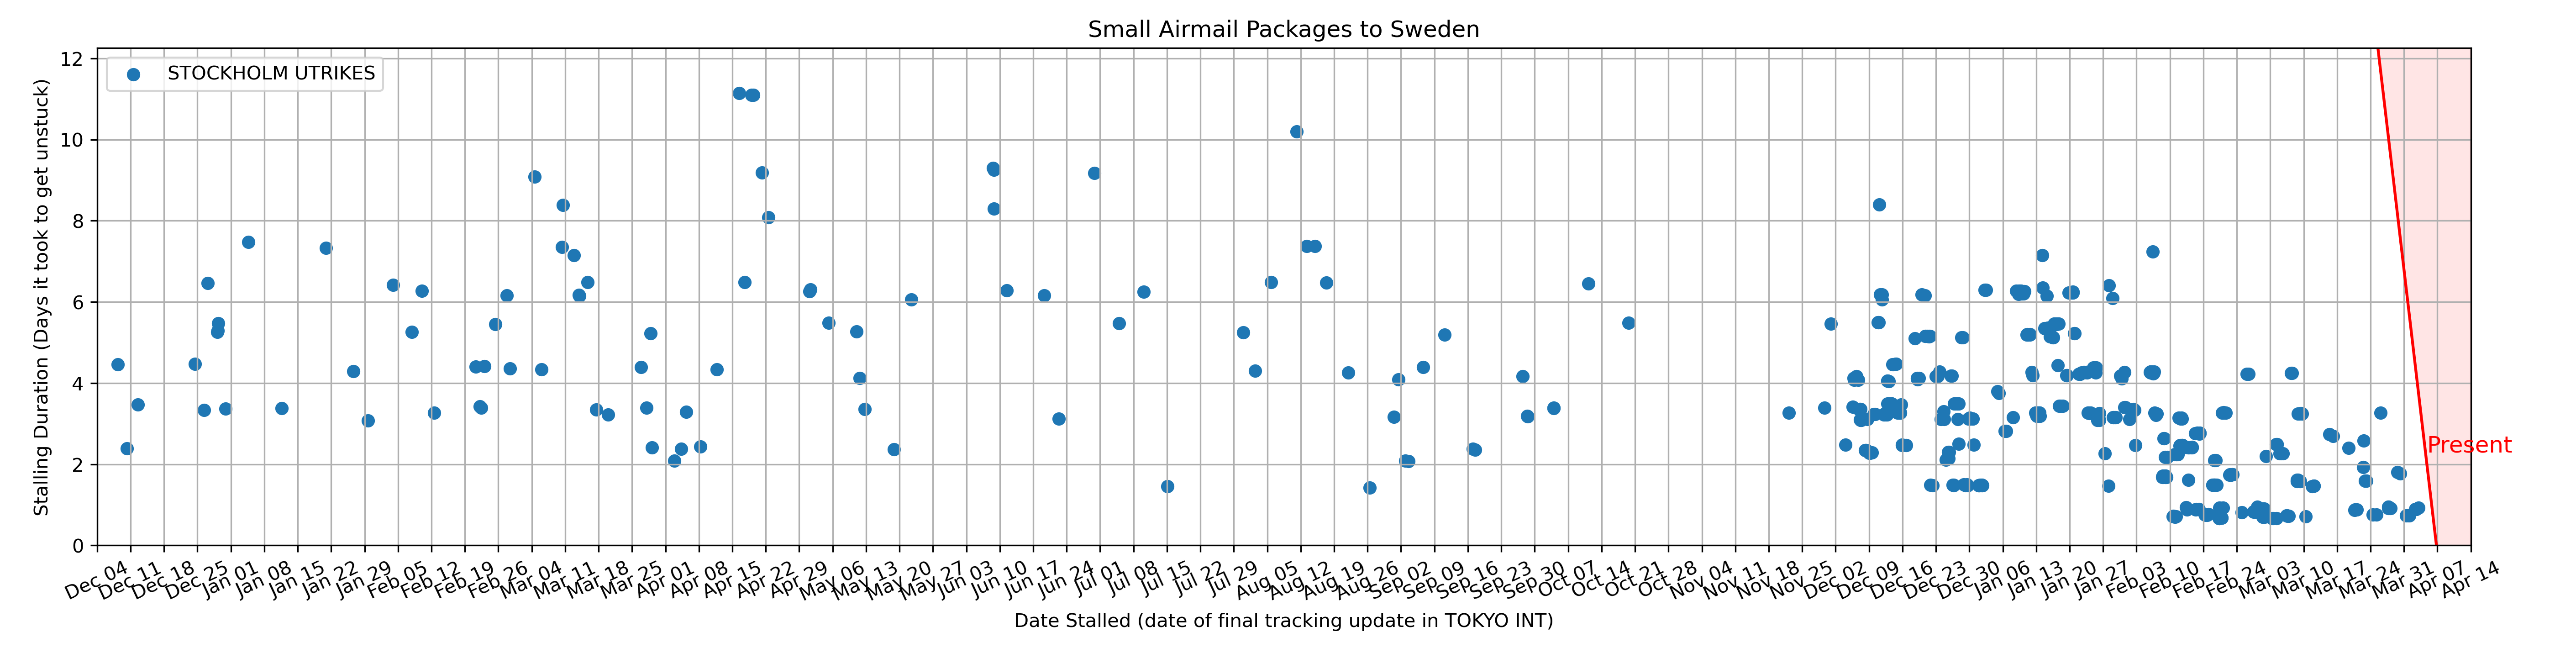 Small Airmail Packages to Sweden
STOCKHOLM UTRIKES
Stalling Duration (Days it took to get unstuck)
12
10
8
6
4
2
0
Present
Dec 04
Dec 11
Dec 18
Dec 25
Jan 01
Jan 08
Jan 15
Jan 22
Jan 29
Feb 05
Feb 12
Feb 19
Feb 26
Mar 04
Mar 11
Mar 18
Mar 25
Apr 01
Apr 08
Apr 15
Apr 22
Apr 29
May 06
May 13
May 20
May 27
Jun 03
Jun 10
Jun 17
Jun 24
Jul 01
Jul 08
Jul 15
Jul 22
Jul 29
Aug 05
Aug 12
Aug 19
Aug 26
Sep 02
Sep 09
Sep 16
Sep 23
Sep 30
Oct 07
Oct 14
Oct 21
Oct 28
Nov 04
Nov 11
Nov 18
Nov 25
Dec 02
Dec 09
Dec 16
Dec 23
Dec 30
Jan 06
Jan 13
Jan 20
Jan 27
Feb 03
Feb 10
Feb 17
Feb 24
Mar 03
Mar 10
Mar 17
Mar 24
Mar 31
Apr 07
Apr 14
Date Stalled (date of final tracking update in TOKYO INT)